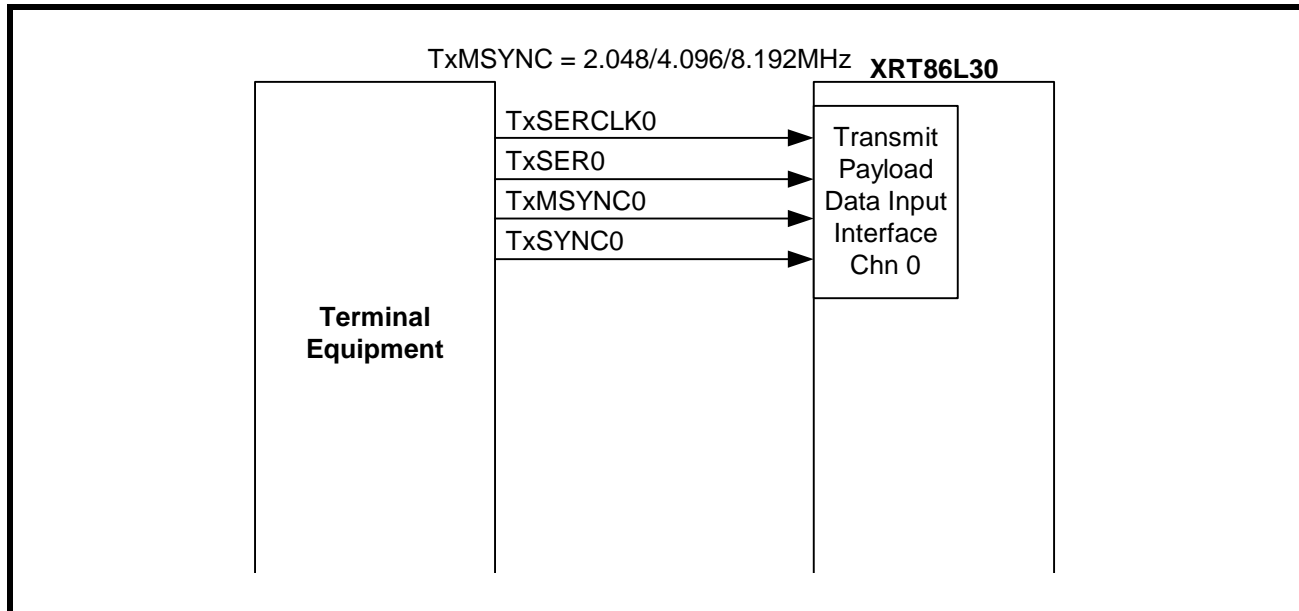 TxMSYNC = 2.048/4.096/8.192MHz
XRT86L30
TxSERCLK0
TxSER0
TxMSYNC0
TxSYNC0
Transmit
Payload
Data Input
Interface
Chn 0
Terminal
Equipment